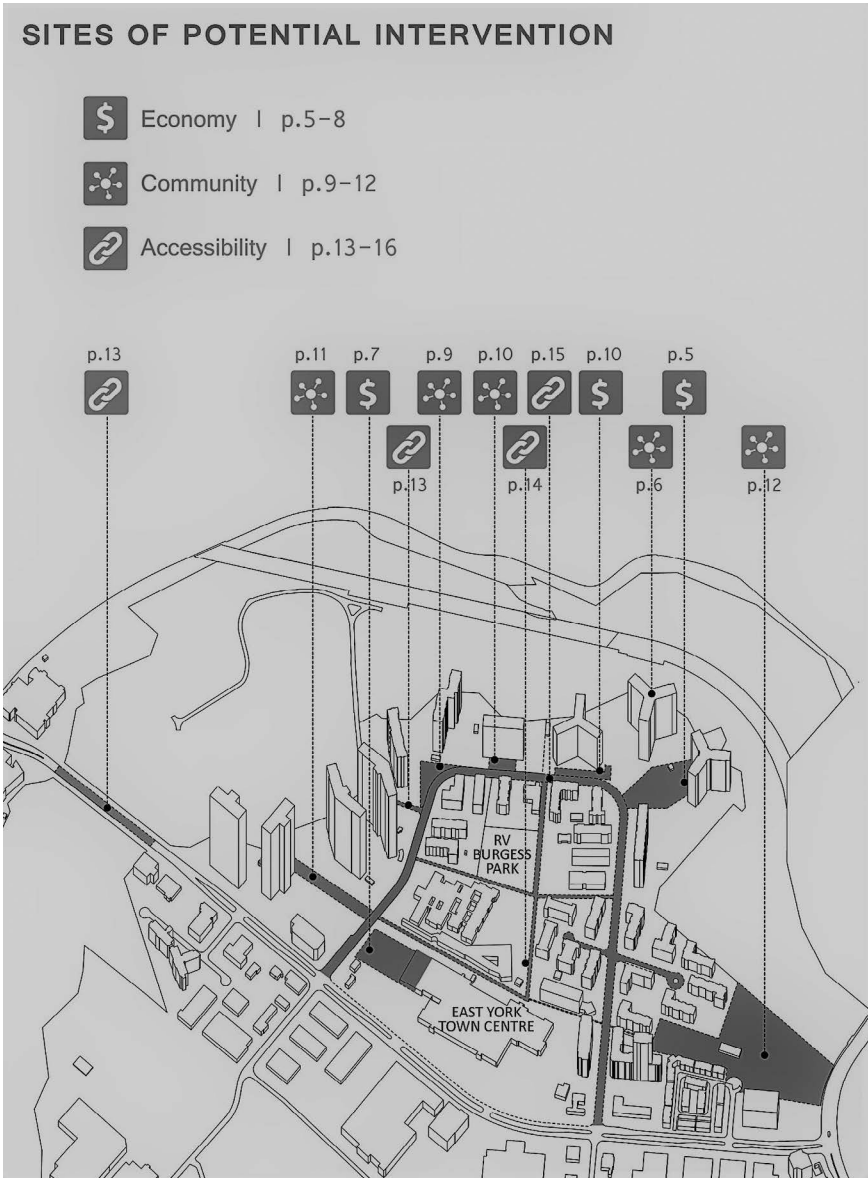 SITES OF POTENTIAL INTERVENTION
$ Economy | p.5-8
Community | p.9-12
Accessibility | p.13-16
p.13 p.11 p.7 p.9 p.10 p.15 p.10 p.5
$ $ $
p.13 p.14 p.6 p.12
RV
BURGESS
PARK
EAST YORK
TOWN CENTRE